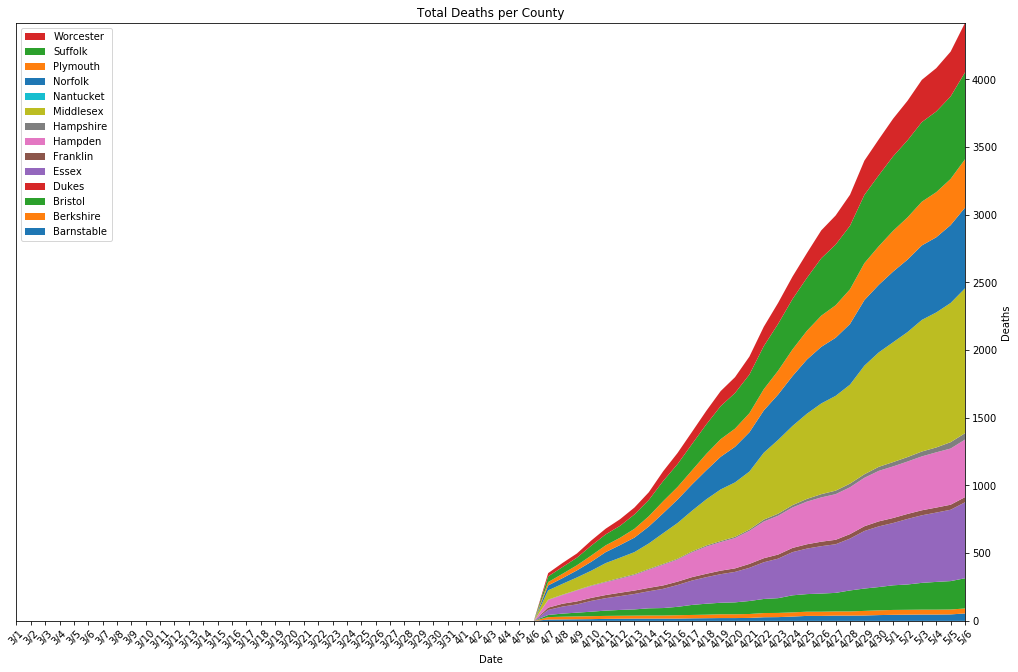 Total Deaths per County
Worcester
Suffolk
Plymouth
Norfolk
Nantucket
Middlesex
Hampshire
Hampden
Franklin
Essex
Dukes
Bristol
Berkshire
Barnstable
4000
3500
3000
2500
2000
1500
1000
500
0
Deaths
3/1 3/2 3/3 3/4 3/5 3/6 3/7 3/8 3/9 3/10 3/11 3/12 3/13 3/14 3/15 3/16 3/17 3/18 3/19 3/20 3/21 3/22 3/23 3/24 3/25 3/26 3/27 3/28 3/29 3/30 3/31 4/1 4/2 4/3 4/4 4/5 4/6 4/7 4/8 4/9 4/10 4/11 4/12 4/13 4/14 4/15 4/16 4/17 4/18 4/19 4/20 4/21 4/22 4/23 4/24 4/25 4/26 4/27 4/28 4/29 4/30 5/1 5/2 5/3 5/4 5/5 5/6
Date